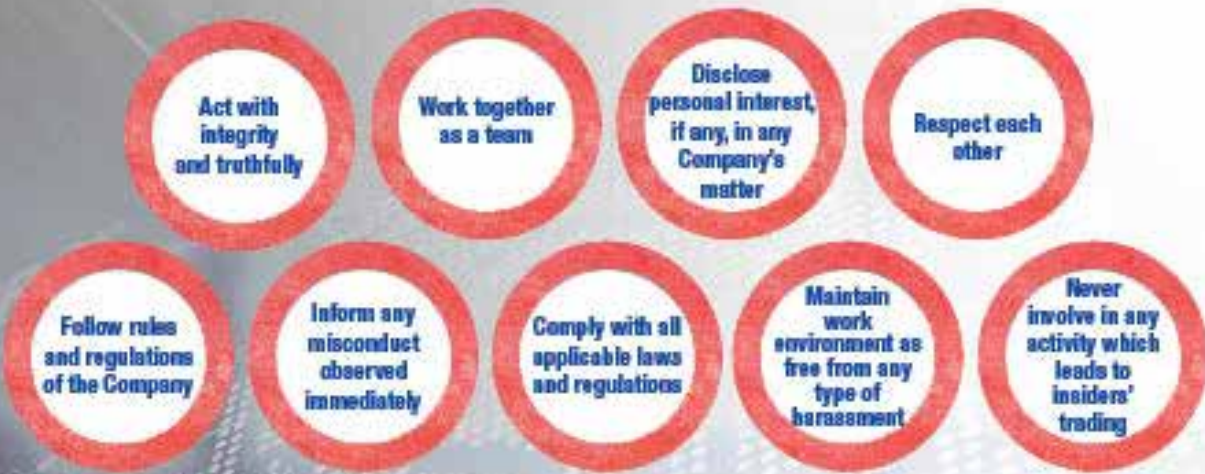 Act with
integrity
and truthfully
Work together
as a team
Disclose
personal interest,
if any, in any
Company's
matter
Respect each
other
Follow rules
and regulations
of the Company
Inform any
misconduct
observed
immediately
Comply with all
applicable laws
and regulations
Maintain
work
environment as
free from any
type of
harassment
Never
involve in any
activity which
leads to
insiders'
trading